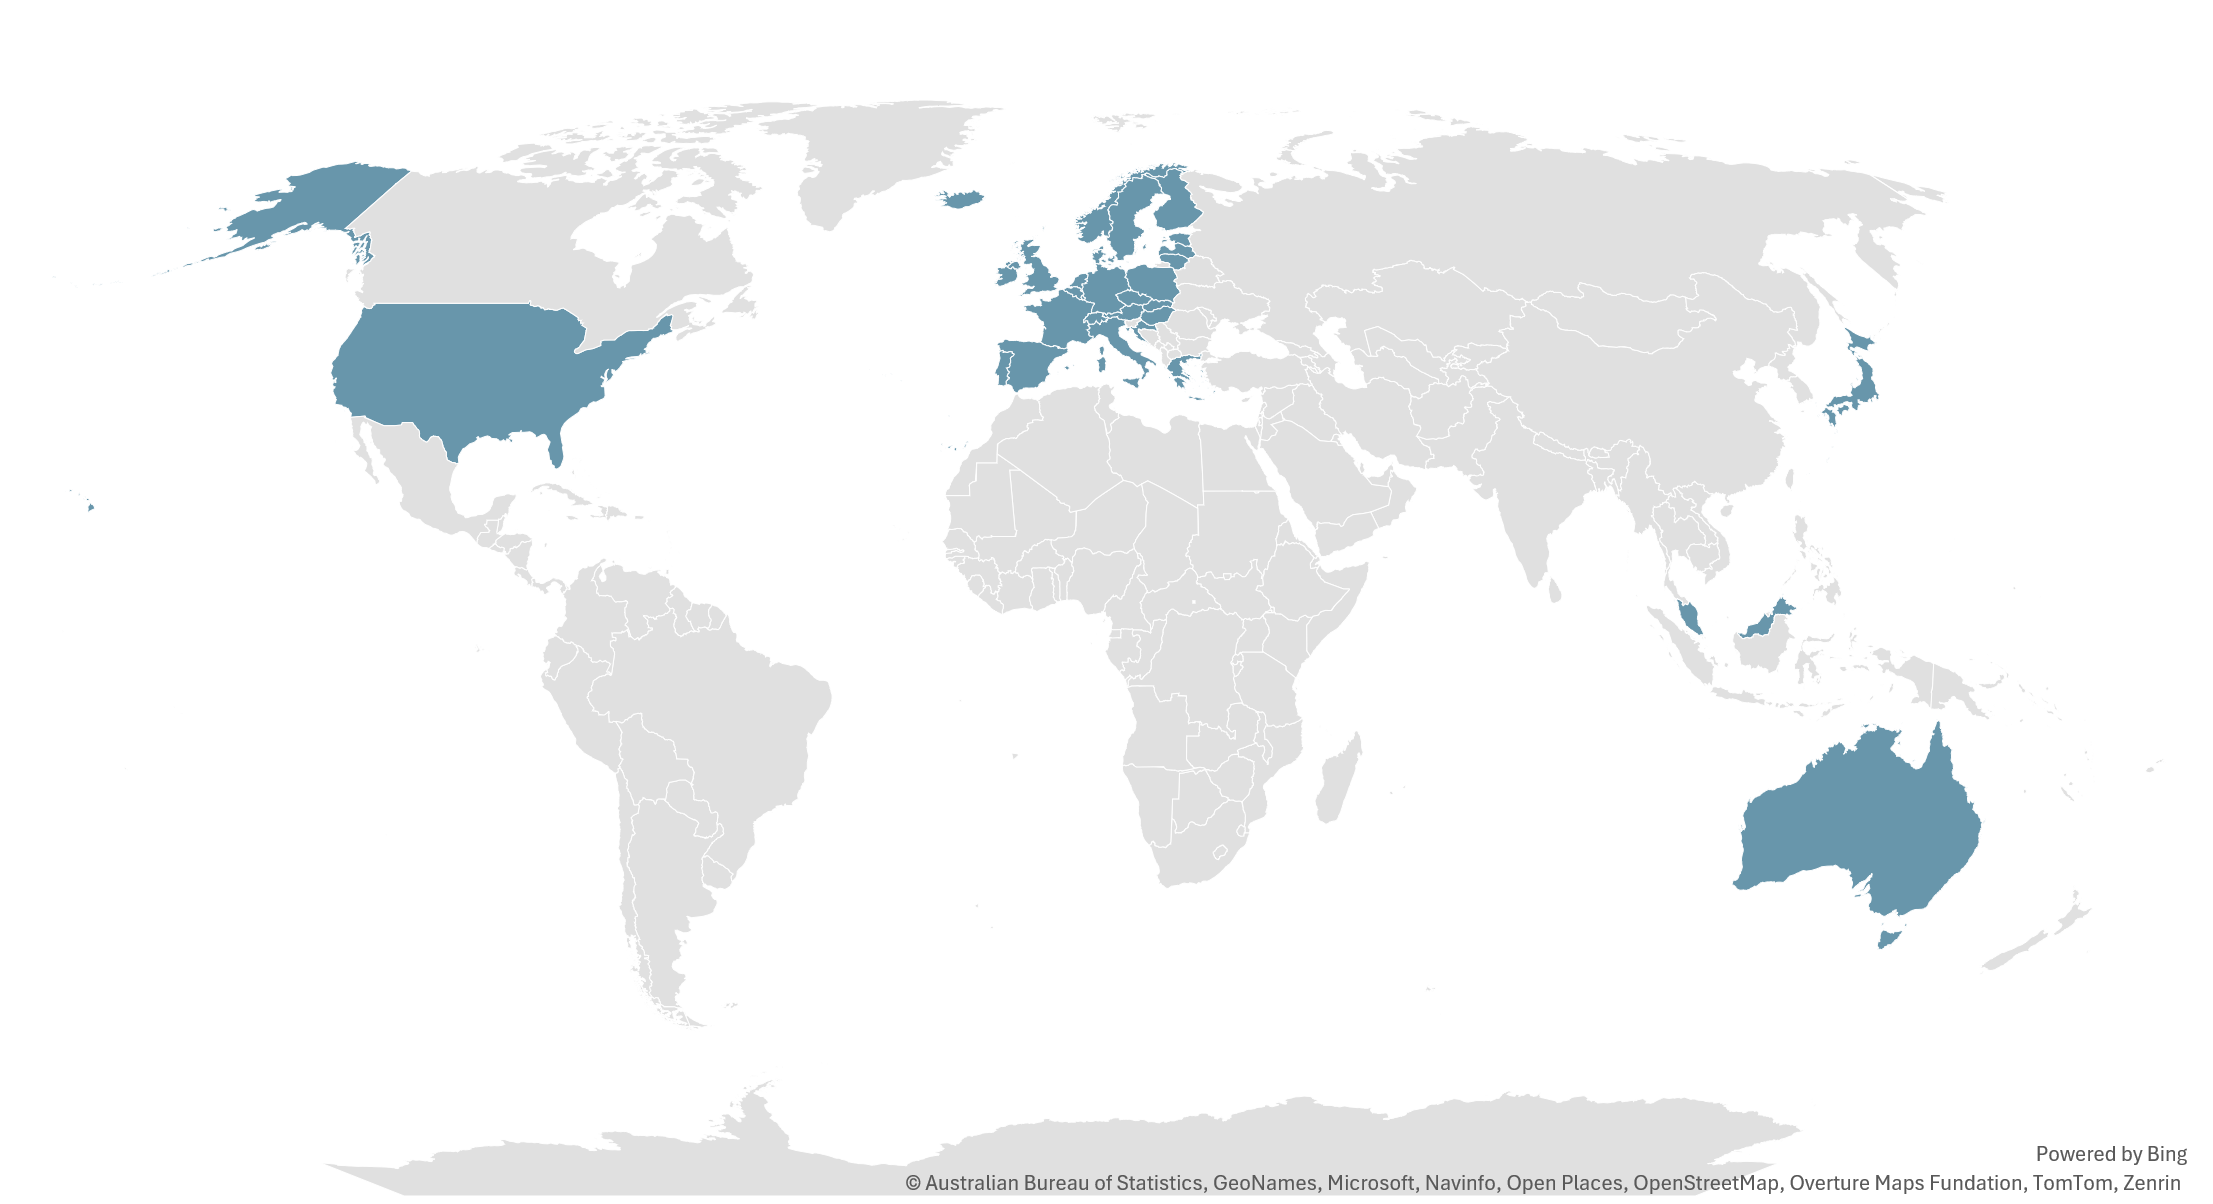 Powered by Bing
© Australian Bureau of Statistics, GeoNames, Microsoft, Navinfo, Open Places, OpenStreetMap, Overture Maps Fundation, TomTom, Zenrin